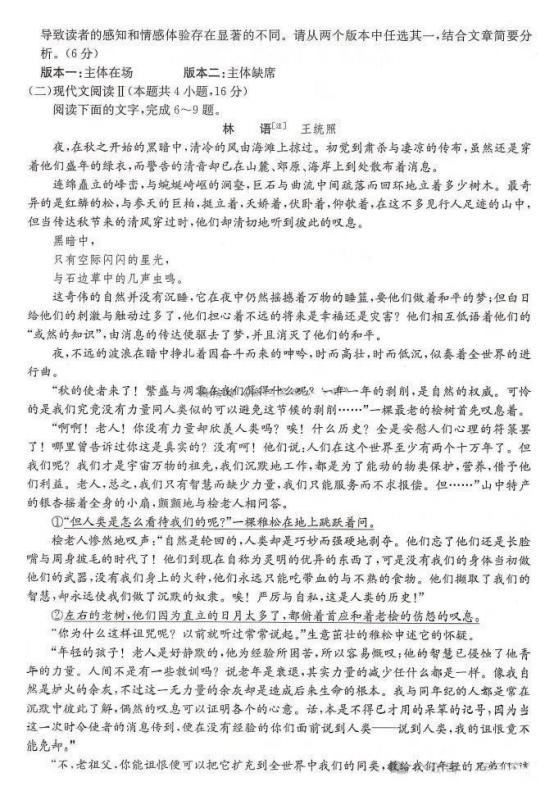 导致读者的感知和情感体验存在显著的不同。请从两个版本中任选其一,结合文章简要分
析。(6分)
版本一:主体在场 版本二:主体缺席
(二)现代文阅读Ⅱ(本题共4小题,16分)
阅读下面的文字,完成6~9题。
林 语[注] 王统照
夜,在秋之开始的黑暗中,清冷的风由海滩上掠过。初觉到肃杀与凄凉的传布,虽然还是穿
着他们盛年的绿衣,而警告的清音却已在山麓、郊原、海岸上到处散布着消息。
连绵矗立的峰峦,与蜿蜒崎岖的涧壑,巨石与曲流中间疏落而回环地立着多少树木。最奇
异的是红鳞的松,与参天的巨柏,挺立着,夭娇着,伏卧着,仰欹着,在这不多见行人足迹的山中,
但当传达秋节来的清风穿过时,他们却清切地听到彼此的叹息。
黑暗中,
只有空际闪闪的星光,
与石边草中的几声虫鸣。
这奇伟的自然并没有沉睡,它在夜中仍然摇撼着万物的睡篮,要他们做着和平的梦;但白日
给他们的刺激与触动过多了,他们担心着不远的将来是幸福还是灾害?他们相互低语着他们的
“或然的知识”,由消息的传达便驱去了梦,并且消灭了他们的和平。
夜,不远的波浪在暗中挣扎着因奋斗而来的呻吟,时而高壮,时而低沉,似奏着全世界的进
行曲。
“秋的使者来了!繁盛与凋零在我们算得什么呢?一年一年的剥削,是自然的权威。可怜
的是我们究竟没有力量同人类似的可以避免这节候的剥削……”一棵最老的桧树首先叹息着。
“啊啊!老人!你没有力量却欣羡人类吗?唉!什么历史?全是安慰人们心理的符箓罢
了!哪里曾告诉过你这是真实的?没有呵!他们说:人们在这个世界至少有两个十万年了。但
我们呢?我们才是宇宙万物的祖先,我们沉默地工作,都是为了能动的物类保护,营养,借予他
们利益。老人,总之,我们只有智慧而缺少力量,我们只能服务而不求报偿。但……”山中特产
的银杏摇着全身的小扇,颤颤地与桧老人相问答。
①“但人类是怎么看待我们的呢?”一棵稚松在地上跳跃着问。
桧老人惨然地叹声:“自然是轮回的,人类却是巧妙而强硬地剥夺。他们忘了他们还是长脸
嘴与周身披毛的时代了!他们到现在自称为灵明的优异的东西了,可是没有我们的身体当初做
他们的武器,没有我们身上的火种,他们永远只能吃带血的与不熟的食物。他们撷取了我们的
智慧,却永远使我们做了沉默的奴隶。唉!严厉与自私,这是人类的历史!”
②左右的老树,他们因为直立的日月太多了,都俯着首应和着老桧的伤怨的叹息。
“你为什么这样诅咒呢?以前就听过常常说起。”生意茁壮的稚松申述它的怀疑。
“年轻的孩子!老人是好静默的,他为经验所困苦,所以容易慨叹;他的智慧已侵蚀了他青
年的力量。人间不是有一些教训吗?说老年是衰退,其实力量的减少任什么都是一样。像我自
然是炉火的余灰,不过这一无力量的余灰却是造成后来生命的根本。我与同年纪的人都是常在
沉默中彼此了解,偶然的叹息可以证明各个的心意。话,本是不得已才用的呆笨的记号,因为当
这一次时令使者的消息传到,便在没有经验的你们面前说到人类——说到人类,我的诅恨竟不
能免却。”
“不,老祖父,你能诅恨便可以把它扩充到全世界中我们的同类,教给我们年轻的兄弟们